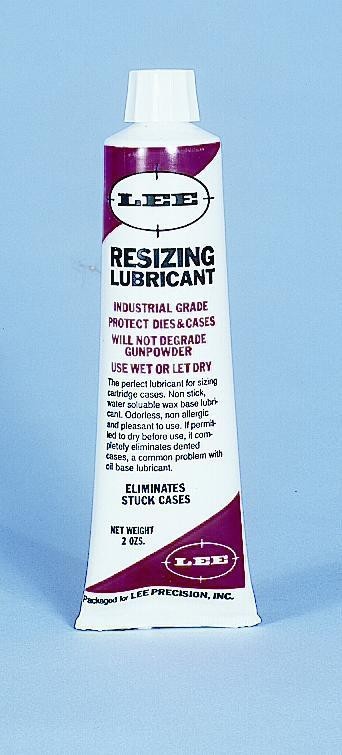 LEE
RESIZING
LUBRICANT
INDUSTRIAL GRADE
PROTECT DIES & CASES
WILL NOT DEGRADE
GUNPOWDER
USE WET OR LET DRY
The perfect lubricant for sizing
cartridge cases. Non stick,
water soluable wax base lubri-
cant. Odorless, non allergic
and pleasant to use. If permit-
ted to dry before use, it com-
pletely eliminates dented
cases, a common problem with
oil base lubricant.
ELIMINATES
STUCK CASES
NET WEIGHT
2 OZS.
LEE
Packaged for LEE PRECISION, INC.